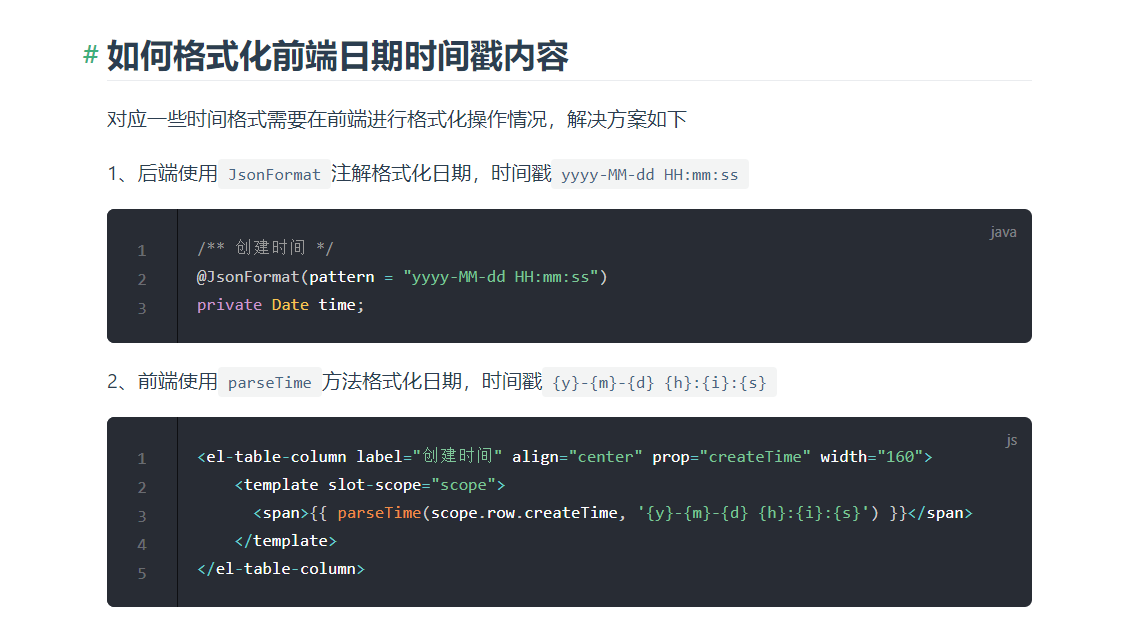 # 如何格式化前端日期时间戳内容
对应一些时间格式需要在前端进行格式化操作情况，解决方案如下
1、后端使用 JsonFormat 注解格式化日期，时间戳 yyyy-MM-dd HH:mm:ss
java
1 /** 创建时间 */
2 @JsonFormat(pattern = "yyyy-MM-dd HH:mm:ss")
3 private Date time;
2、前端使用 parseTime 方法格式化日期，时间戳 {y}-{m}-{d} {h}:{i}:{s}
js
1 <el-table-column label="创建时间" align="center" prop="createTime" width="160">
2     <template slot-scope="scope">
3       <span>{{ parseTime(scope.row.createTime, '{y}-{m}-{d} {h}:{i}:{s}') }}</span>
4     </template>
5 </el-table-column>